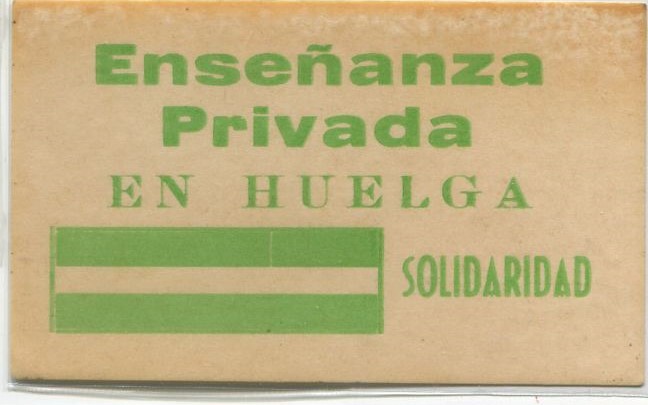 Enseñanza
Privada
EN HUELGA
SOLIDARIDAD